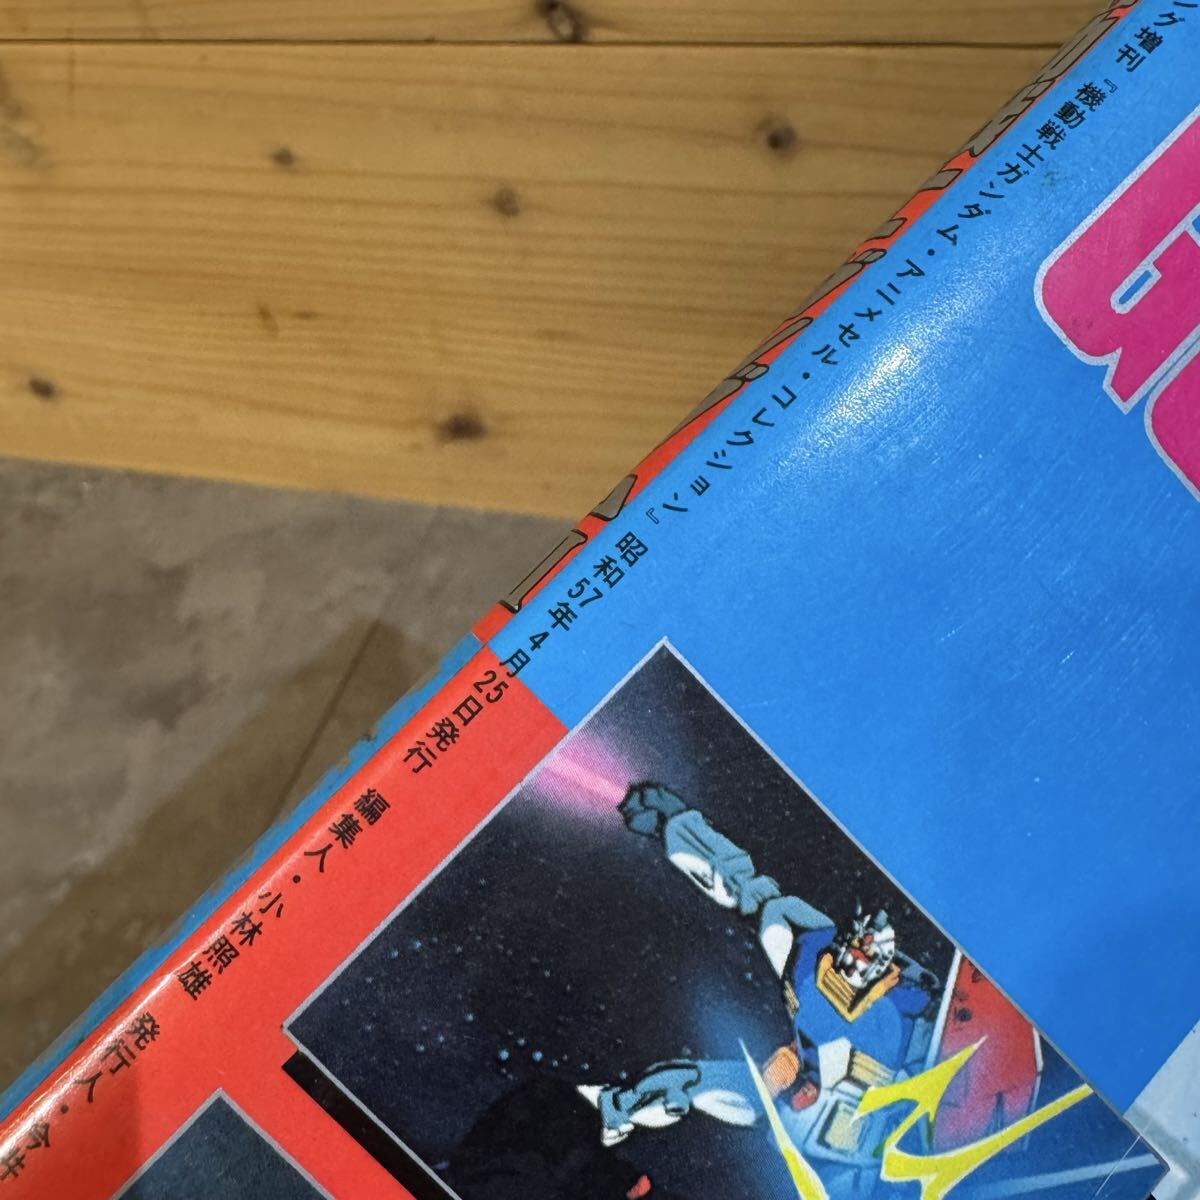 ング増刊『機動戦士ガンダム・アニメセル・コレクション』昭和57年4月25日発行 編集人・小林照雄 発行人・今井